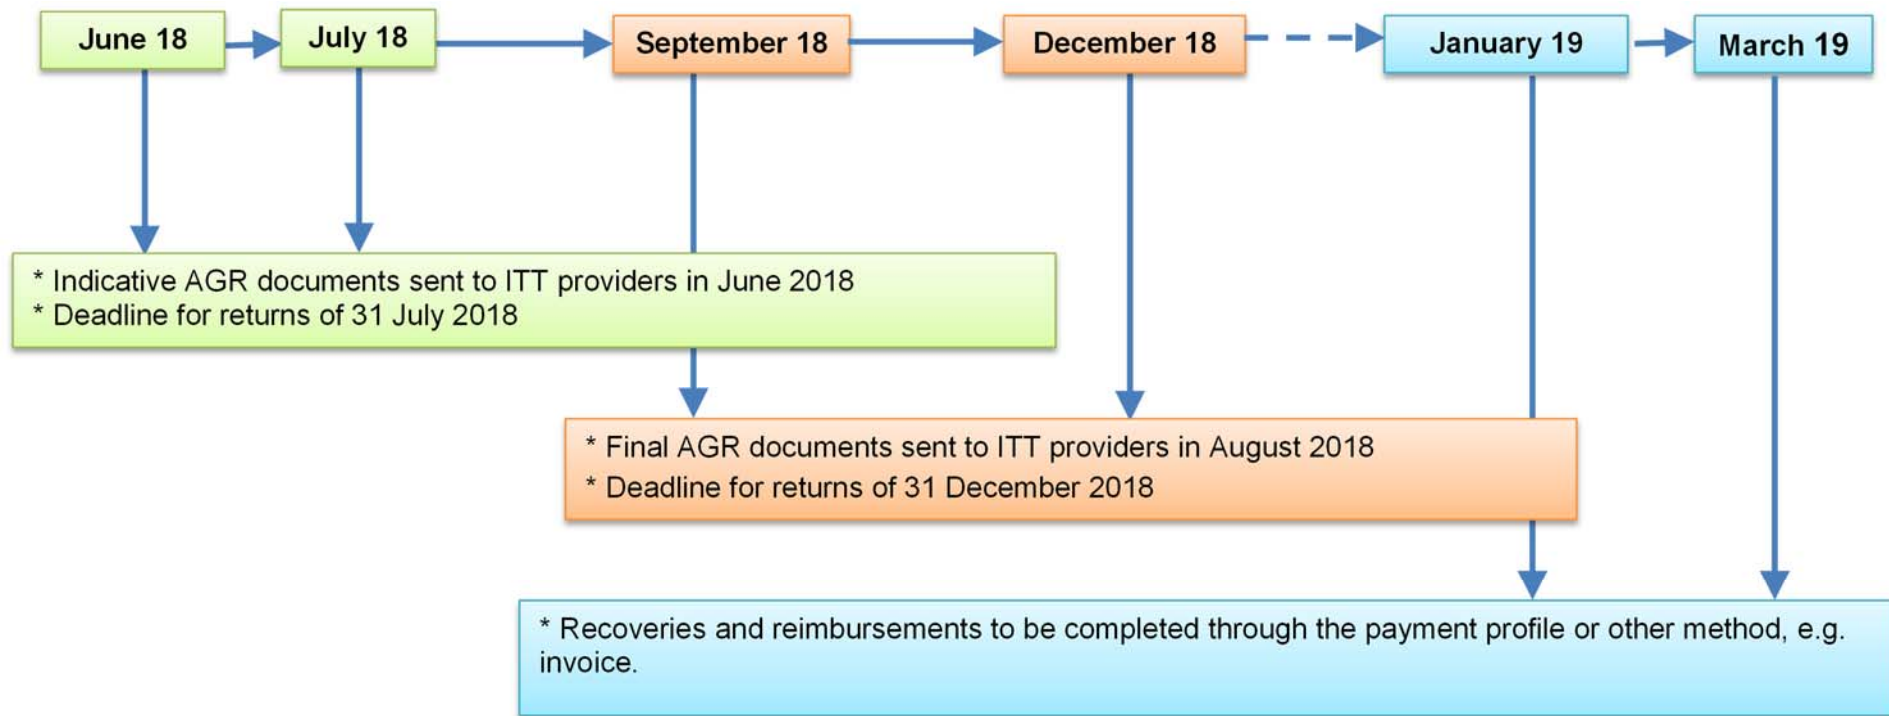 June 18
July 18
September 18
December 18
January 19
March 19
* Indicative AGR documents sent to ITT providers in June 2018
* Deadline for returns of 31 July 2018
* Final AGR documents sent to ITT providers in August 2018
* Deadline for returns of 31 December 2018
* Recoveries and reimbursements to be completed through the payment profile or other method, e.g.
invoice.